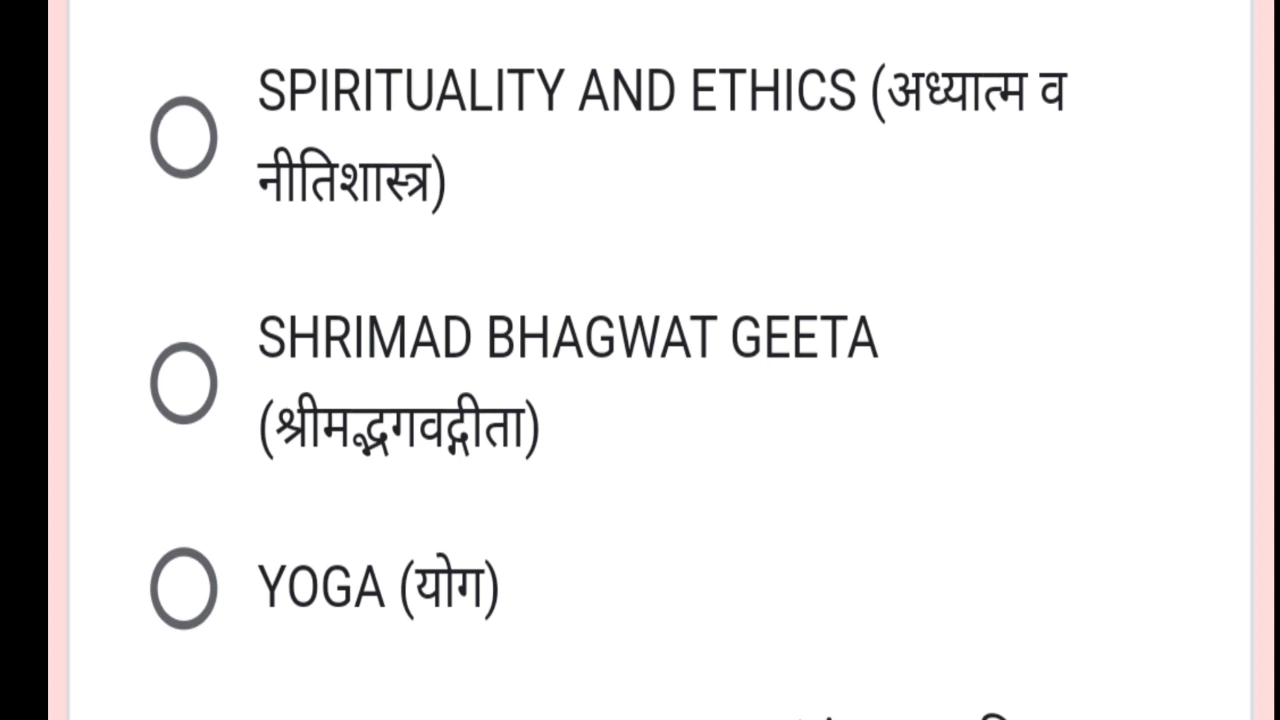 SPIRITUALITY AND ETHICS (अध्यात्म व
नीतिशास्त्र)
SHRIMAD BHAGWAT GEETA
(श्रीमद्भगवद्गीता)
YOGA (योग)